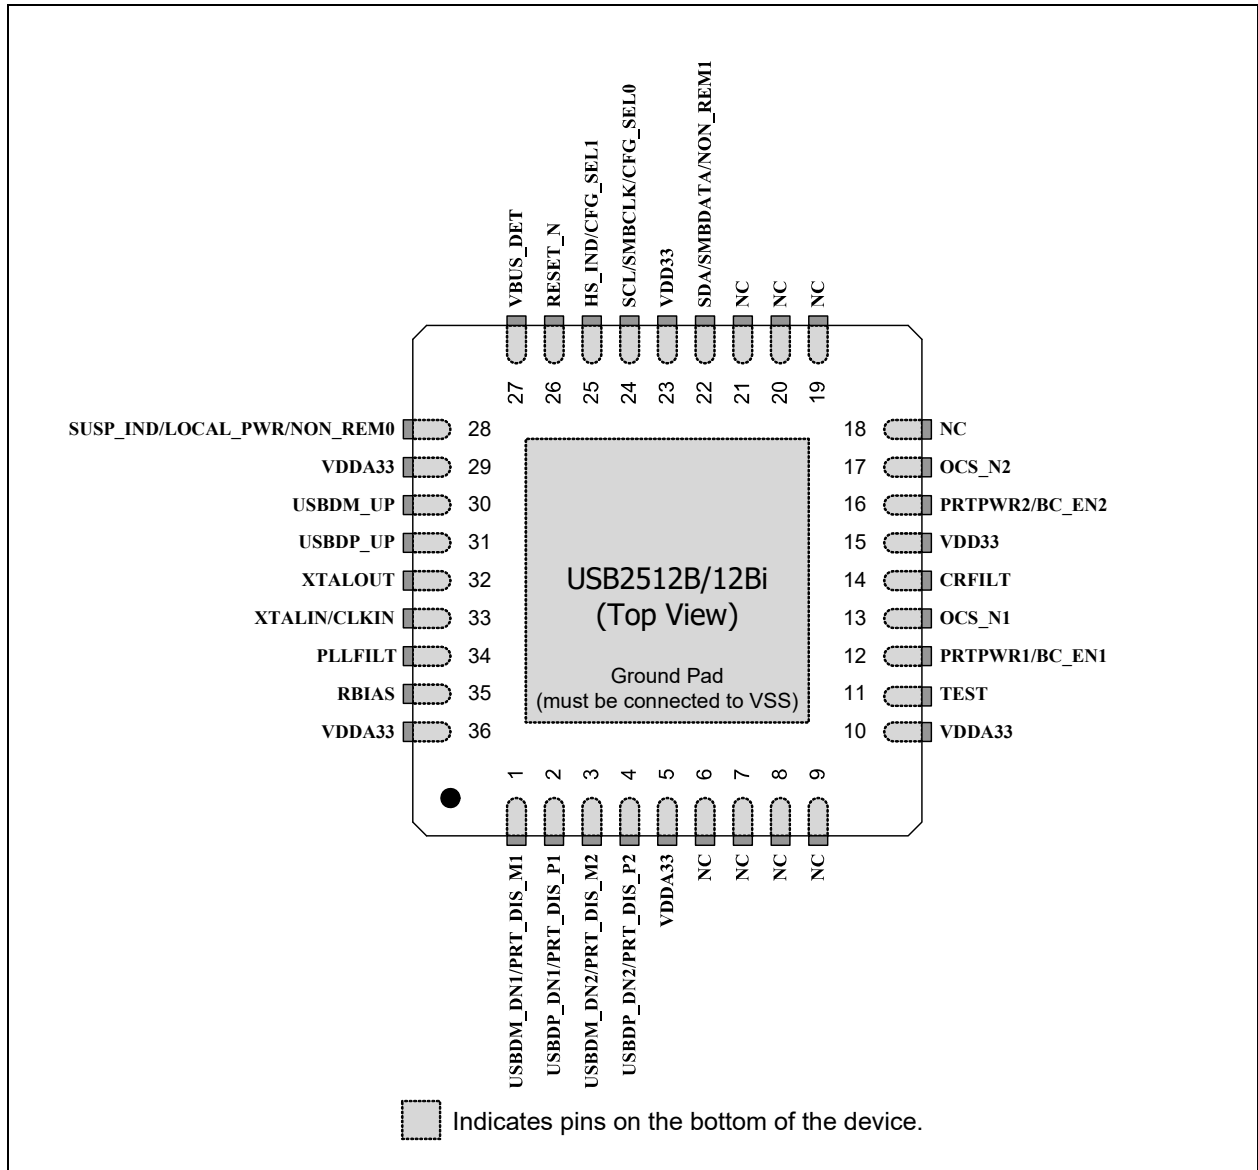 VBUS_DET
RESET_N
HS_IND/CFG_SEL1
SCL/SMBCLK/CFG_SEL0
VDD33
SDA/SMBDATA/NON_REM1
NC
NC
NC
27
26
25
24
23
22
21
20
19
SUSP_IND/LOCAL_PWR/NON_REM0 28
VDDA33 29
USBDM_UP 30
USBDP_UP 31
XTALOUT 32
XTALIN/CLKIN 33
PLLFILT 34
RBIAS 35
VDDA33 36
USB2512B/12Bi
(Top View)
Ground Pad
(must be connected to VSS)
18 NC
17 OCS_N2
16 PRTPWR2/BC_EN2
15 VDD33
14 CRFILT
13 OCS_N1
12 PRTPWR1/BC_EN1
11 TEST
10 VDDA33
1
2
3
4
5
6
7
8
9
USBDM_DN1/PRT_DIS_M1
USBDP_DN1/PRT_DIS_P1
USBDM_DN2/PRT_DIS_M2
USBDP_DN2/PRT_DIS_P2
VDDA33
NC
NC
NC
NC
Indicates pins on the bottom of the device.